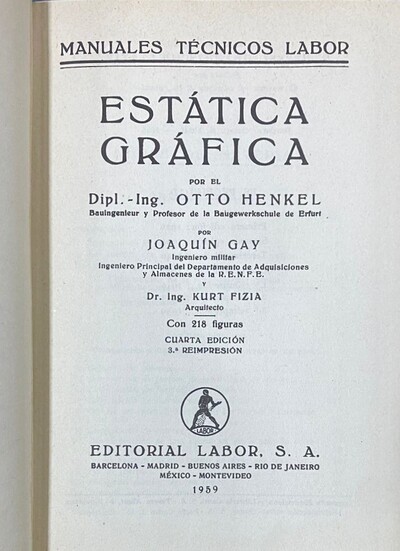 MANUALES TÉCNICOS LABOR
ESTÁTICA
GRÁFICA
POR EL
Dipl.-Ing. OTTO HENKEL
Bauingenieur y Profesor de la Baugewerkschule de Erfurt
POR
JOAQUÍN GAY
Ingeniero militar
Ingeniero Principal del Departamento de Adquisiciones
y Almacenes de la R.E.N.F.E.
Y
Dr. Ing. KURT FIZIA
Arquitecto
Con 218 figuras
CUARTA EDICIÓN
3.ª REIMPRESIÓN
LABOR
EDITORIAL LABOR, S. A.
BARCELONA - MADRID - BUENOS AIRES - RIO DE JANEIRO
MÉXICO - MONTEVIDEO
1959